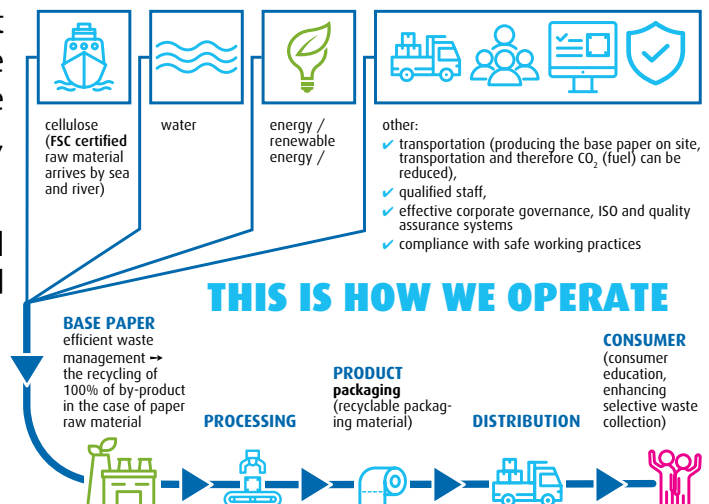 cellulose
(FSC certified
raw material
arrives by sea
and river)
water
energy /
renewable
energy /
other:
✔ transportation (producing the base paper on site,
transportation and therefore CO₂ (fuel) can be
reduced),
✔ qualified staff,
✔ effective corporate governance, ISO and quality
assurance systems
✔ compliance with safe working practices
THIS IS HOW WE OPERATE
BASE PAPER
efficient waste
management ➞
the recycling of
100% of by-product
in the case of paper
raw material
PROCESSING
PRODUCT
packaging
(recyclable packag-
ing material)
DISTRIBUTION
CONSUMER
(consumer
education,
enhancing
selective waste
collection)